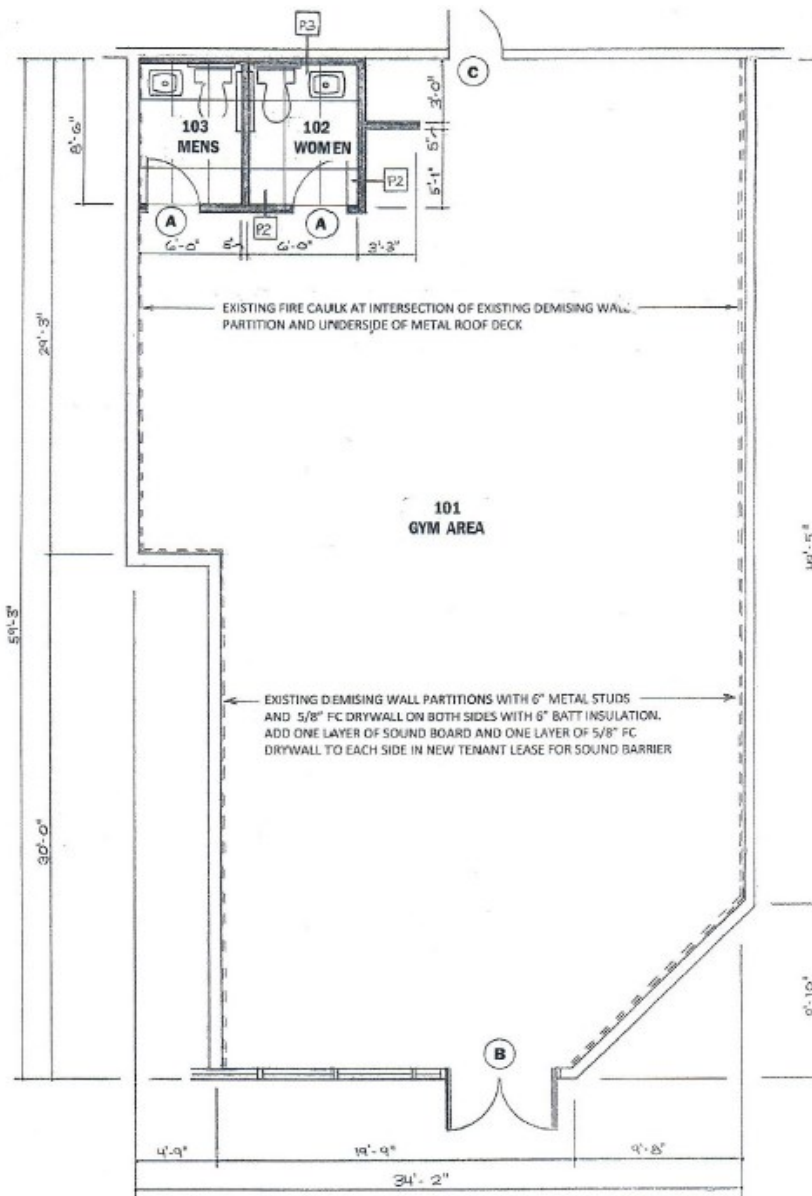 P3
C
3'-0"
103
MENS
102
WOMEN
8'-6"
5"
5'-1"
P2
A
A
P2
6'-0"
5"
6'-0"
3'-3"
EXISTING FIRE CAULK AT INTERSECTION OF EXISTING DEMISING WALL
PARTITION AND UNDERSIDE OF METAL ROOF DECK
29'-3"
101
GYM AREA
59'-3"
EXISTING DEMISING WALL PARTITIONS WITH 6" METAL STUDS
AND 5/8" FC DRYWALL ON BOTH SIDES WITH 6" BATT INSULATION.
ADD ONE LAYER OF SOUND BOARD AND ONE LAYER OF 5/8" FC
DRYWALL TO EACH SIDE IN NEW TENANT LEASE FOR SOUND BARRIER
30'-0"
9'-10"
B
4'-9"
19'-9"
9'-8"
34'-2"